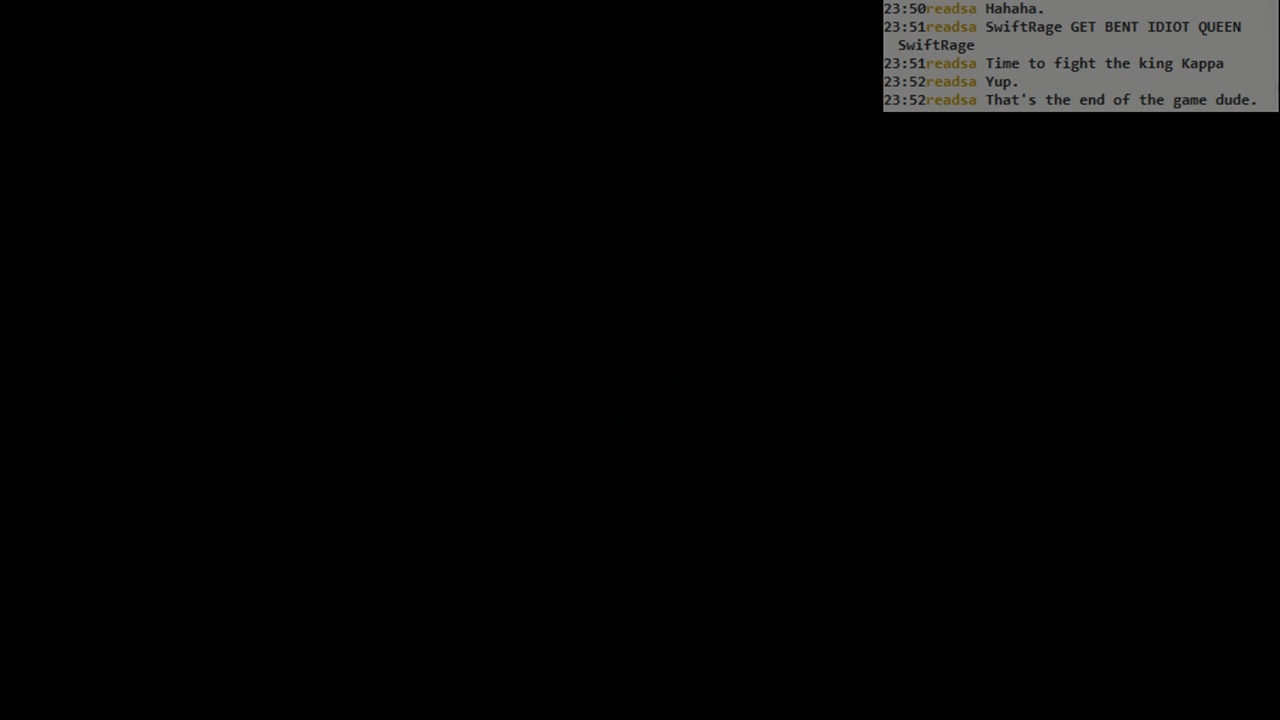 23:50readsa Hahaha.
23:51readsa SwiftRage GET BENT IDIOT QUEEN
SwiftRage
23:51readsa Time to fight the king Kappa
23:52readsa Yup.
23:52readsa That's the end of the game dude.